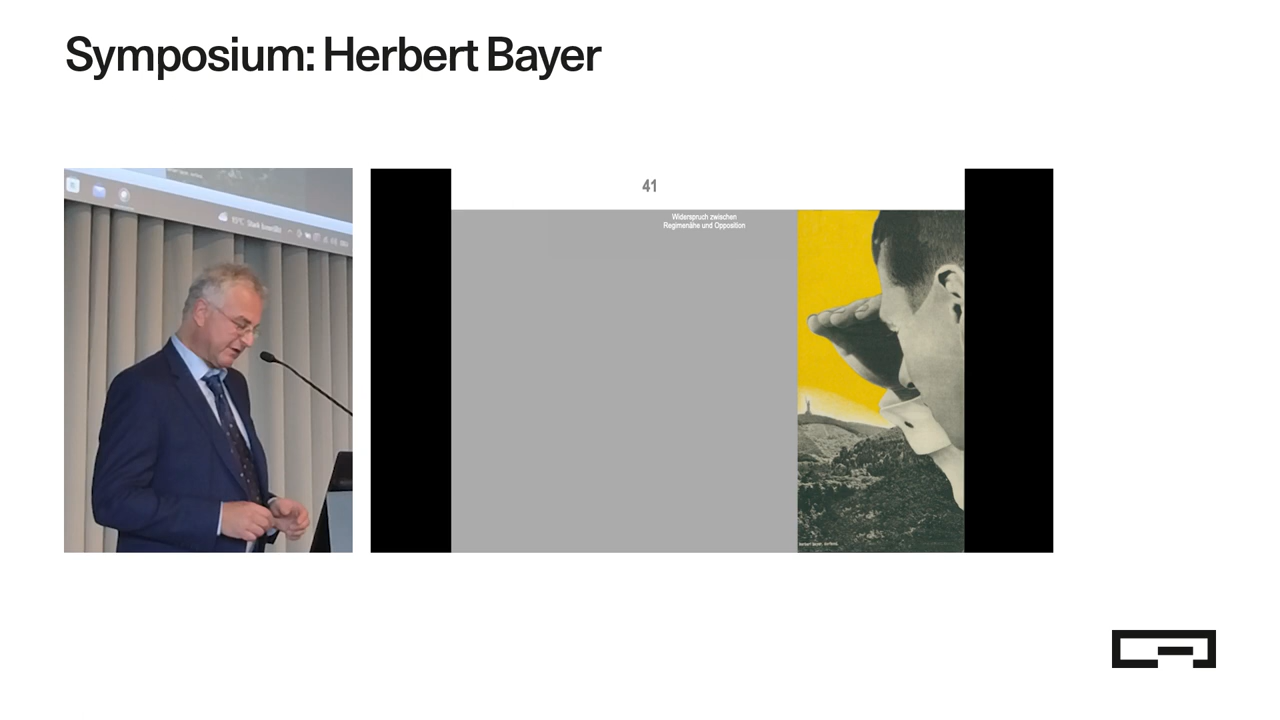 Symposium: Herbert Bayer
41
Widerspruch zwischen
Regimenähe und Opposition